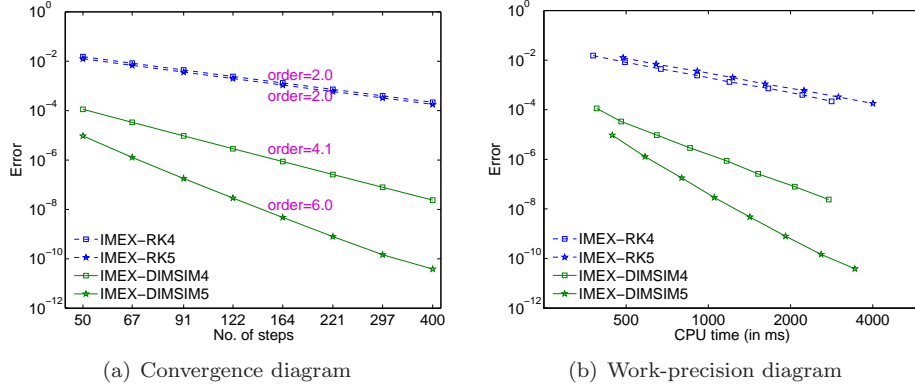 10^0
10^−2
10^−4
10^−6
10^−8
10^−10
10^−12
Error
order=2.0
order=2.0
order=4.1
order=6.0
IMEX−RK4
IMEX−RK5
IMEX−DIMSIM4
IMEX−DIMSIM5
50 67 91 122 164 221 297 400
No. of steps
(a) Convergence diagram
10^0
10^−2
10^−4
10^−6
10^−8
10^−10
10^−12
Error
IMEX−RK4
IMEX−RK5
IMEX−DIMSIM4
IMEX−DIMSIM5
500 1000 2000 4000
CPU time (in ms)
(b) Work-precision diagram